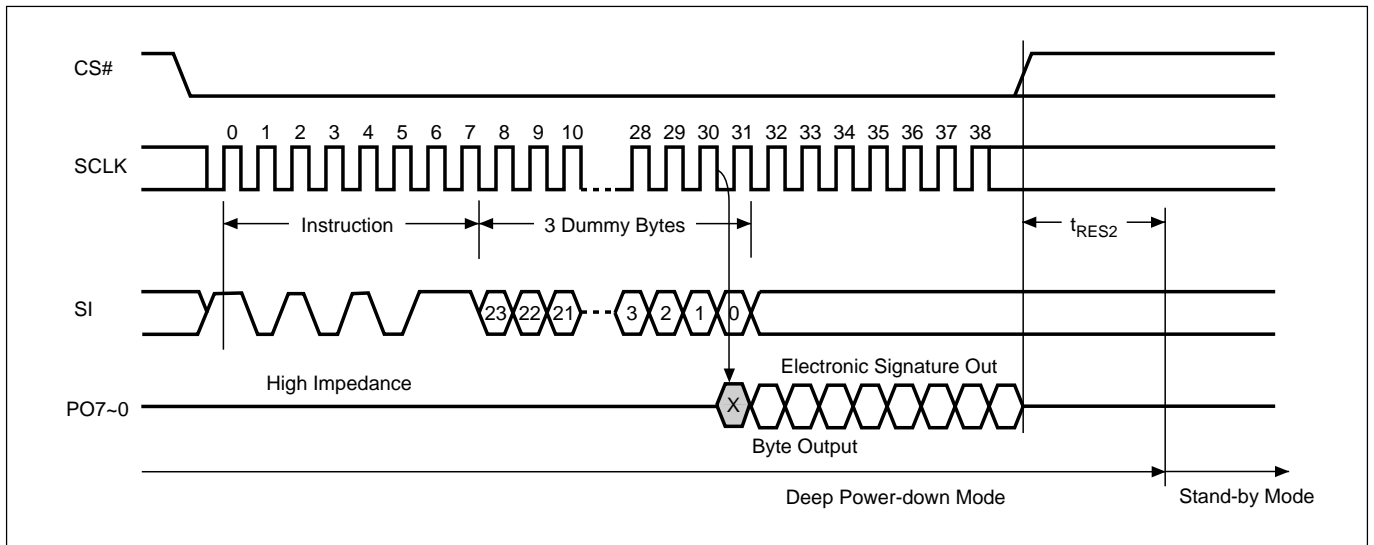 CS#
0 1 2 3 4 5 6 7 8 9 10 28 29 30 31 32 33 34 35 36 37 38
SCLK
Instruction 3 Dummy Bytes tRES2
SI 23 22 21 3 2 1 0
High Impedance Electronic Signature Out
PO7~0 X
Byte Output
Deep Power-down Mode Stand-by Mode